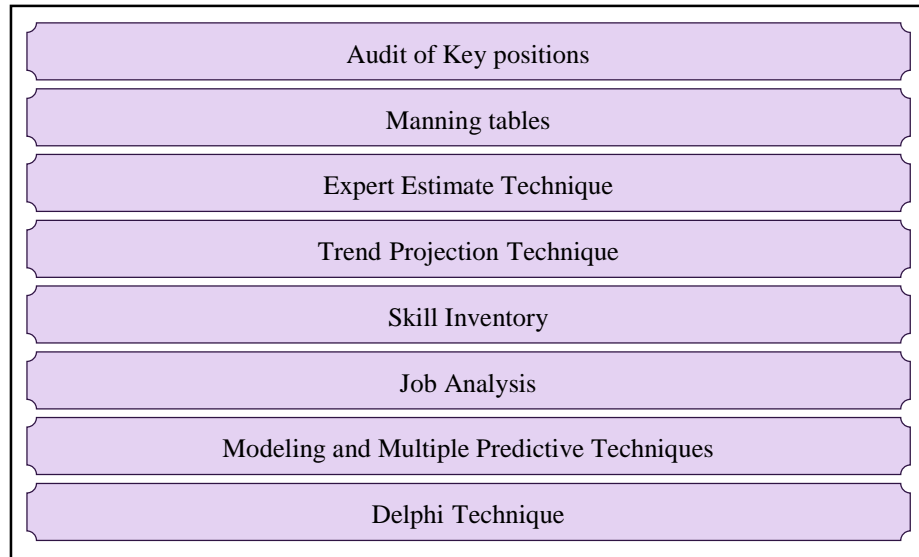 Audit of Key positions
Manning tables
Expert Estimate Technique
Trend Projection Technique
Skill Inventory
Job Analysis
Modeling and Multiple Predictive Techniques
Delphi Technique